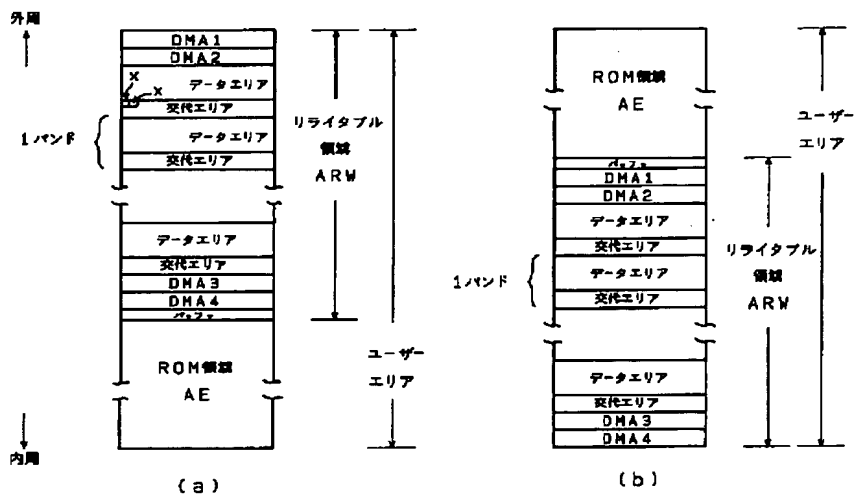 外周
DMA1
DMA2
X
X
データエリア
交代エリア
1バンド
データエリア
交代エリア
リライタブル
領域
ARW
データエリア
交代エリア
DMA3
DMA4
バッファ
ROM領域
AE
ユーザー
エリア
内周
(a)
ROM領域
AE
ユーザー
エリア
バッファ
DMA1
DMA2
データエリア
交代エリア
1バンド
データエリア
交代エリア
リライタブル
領域
ARW
データエリア
交代エリア
DMA3
DMA4
(b)